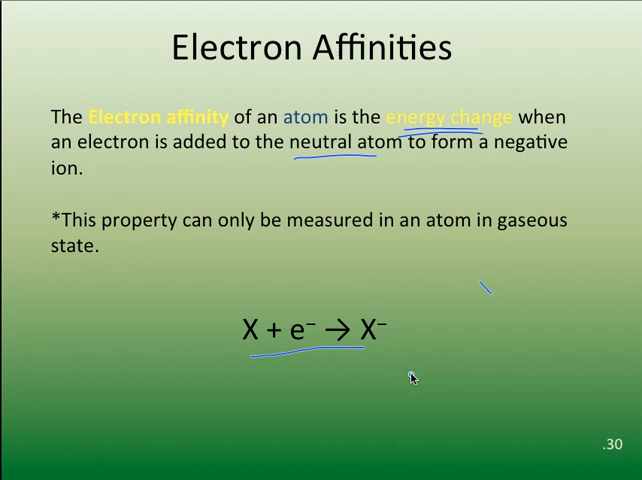 Electron Affinities
The Electron affinity of an atom is the energy change when
an electron is added to the neutral atom to form a negative
ion.
*This property can only be measured in an atom in gaseous
state.
X + e⁻ → X⁻
.30